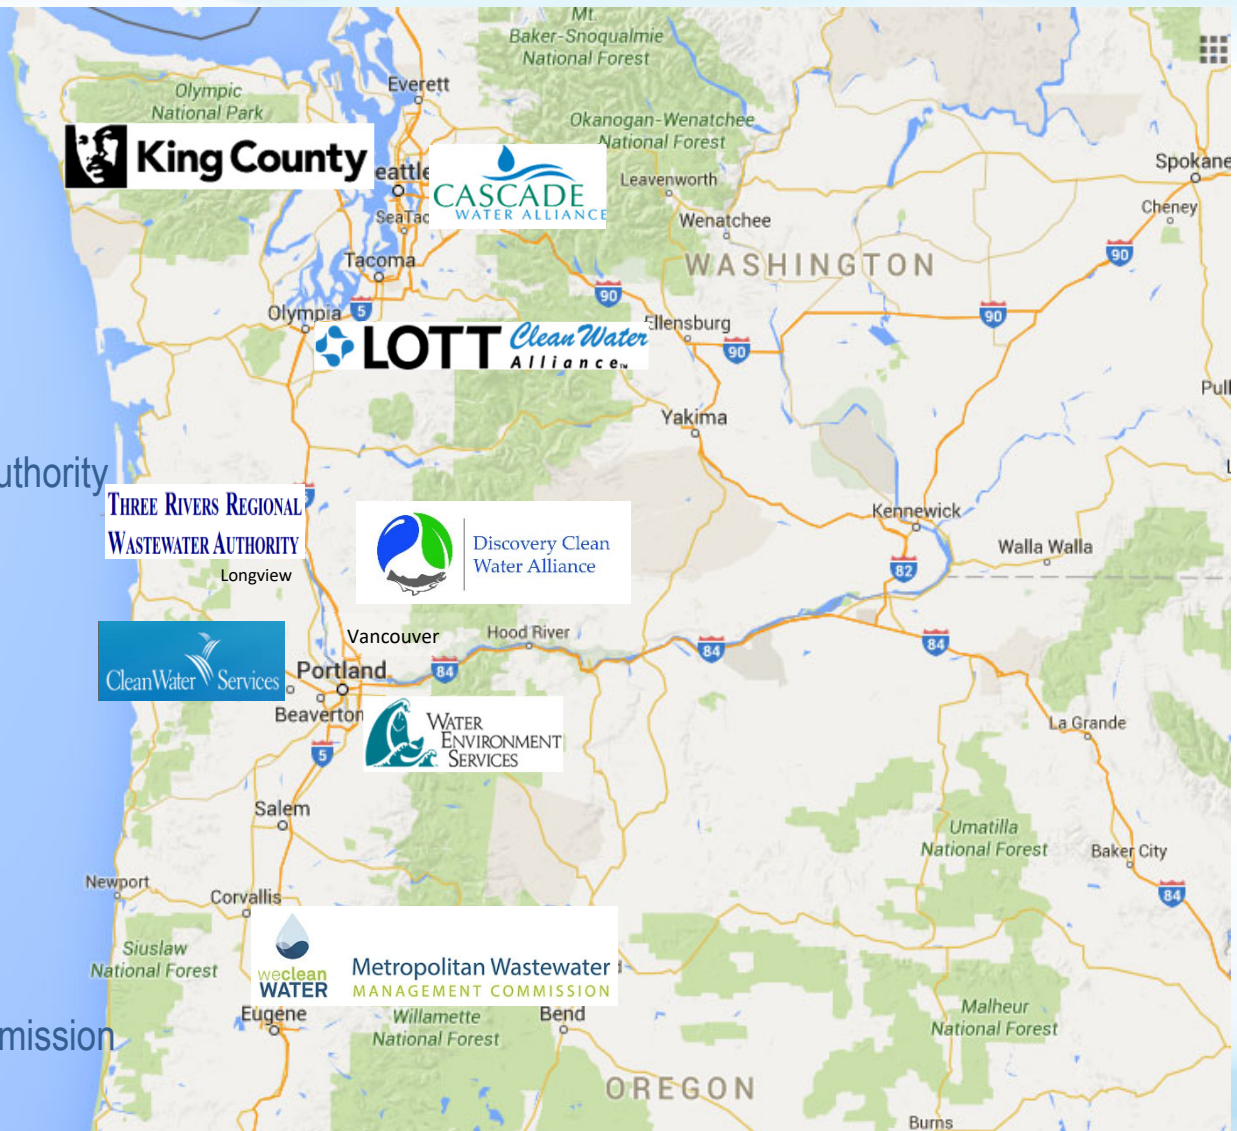 Mt.
Baker-Snoqualmie
National Forest
Everett
Olympic
National Park
Okanogan-Wenatchee
National Forest
King County
eattle
CASCADE
WATER ALLIANCE
Leavenworth
Spokane
SeaTac
Wenatchee
Cheney
Tacoma
WASHINGTON
90
90
Olympia
5
90
Ellensburg
LOTT Clean Water
Alliance
90
Pull
Yakima
uthority
THREE RIVERS REGIONAL
WASTEWATER AUTHORITY
Kennewick
Discovery Clean
Water Alliance
Walla Walla
Longview
82
Vancouver
Hood River
84
84
CleanWater Services
Portland
84
Beaverton
WATER
ENVIRONMENT
SERVICES
La Grande
5
Salem
Umatilla
National Forest
Baker City
Newport
Corvallis
84
Siuslaw
National Forest
weclean
WATER
Metropolitan Wastewater
MANAGEMENT COMMISSION
Eugene
Willamette
National Forest
Bend
Malheur
National Forest
mission
OREGON
Burns